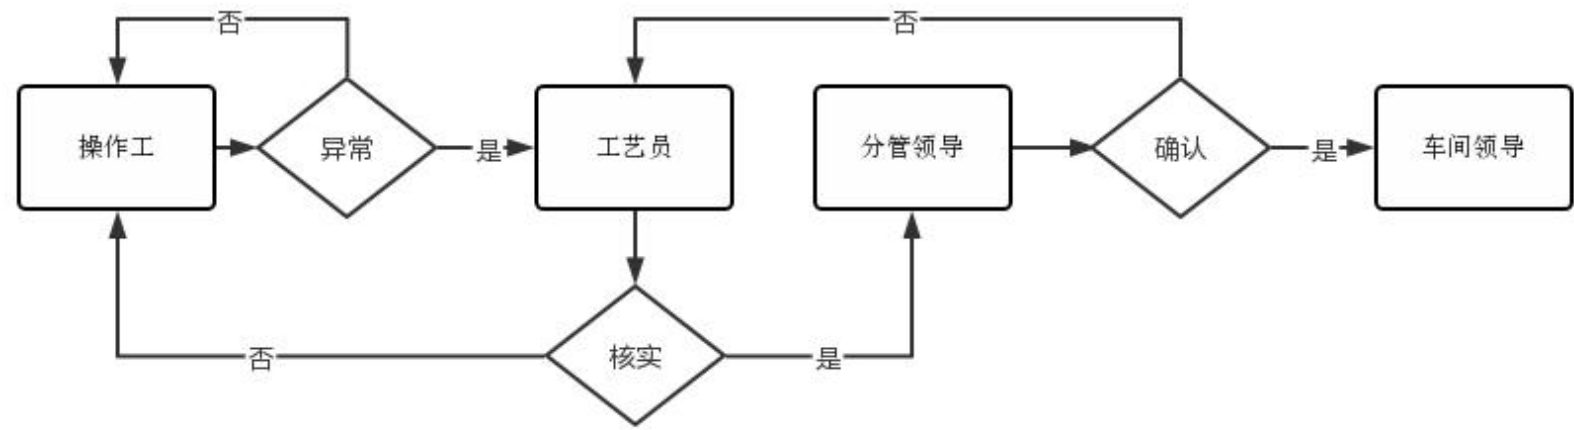 否
否
操作工
异常
是
工艺员
分管领导
确认
是
车间领导
否
核实
是